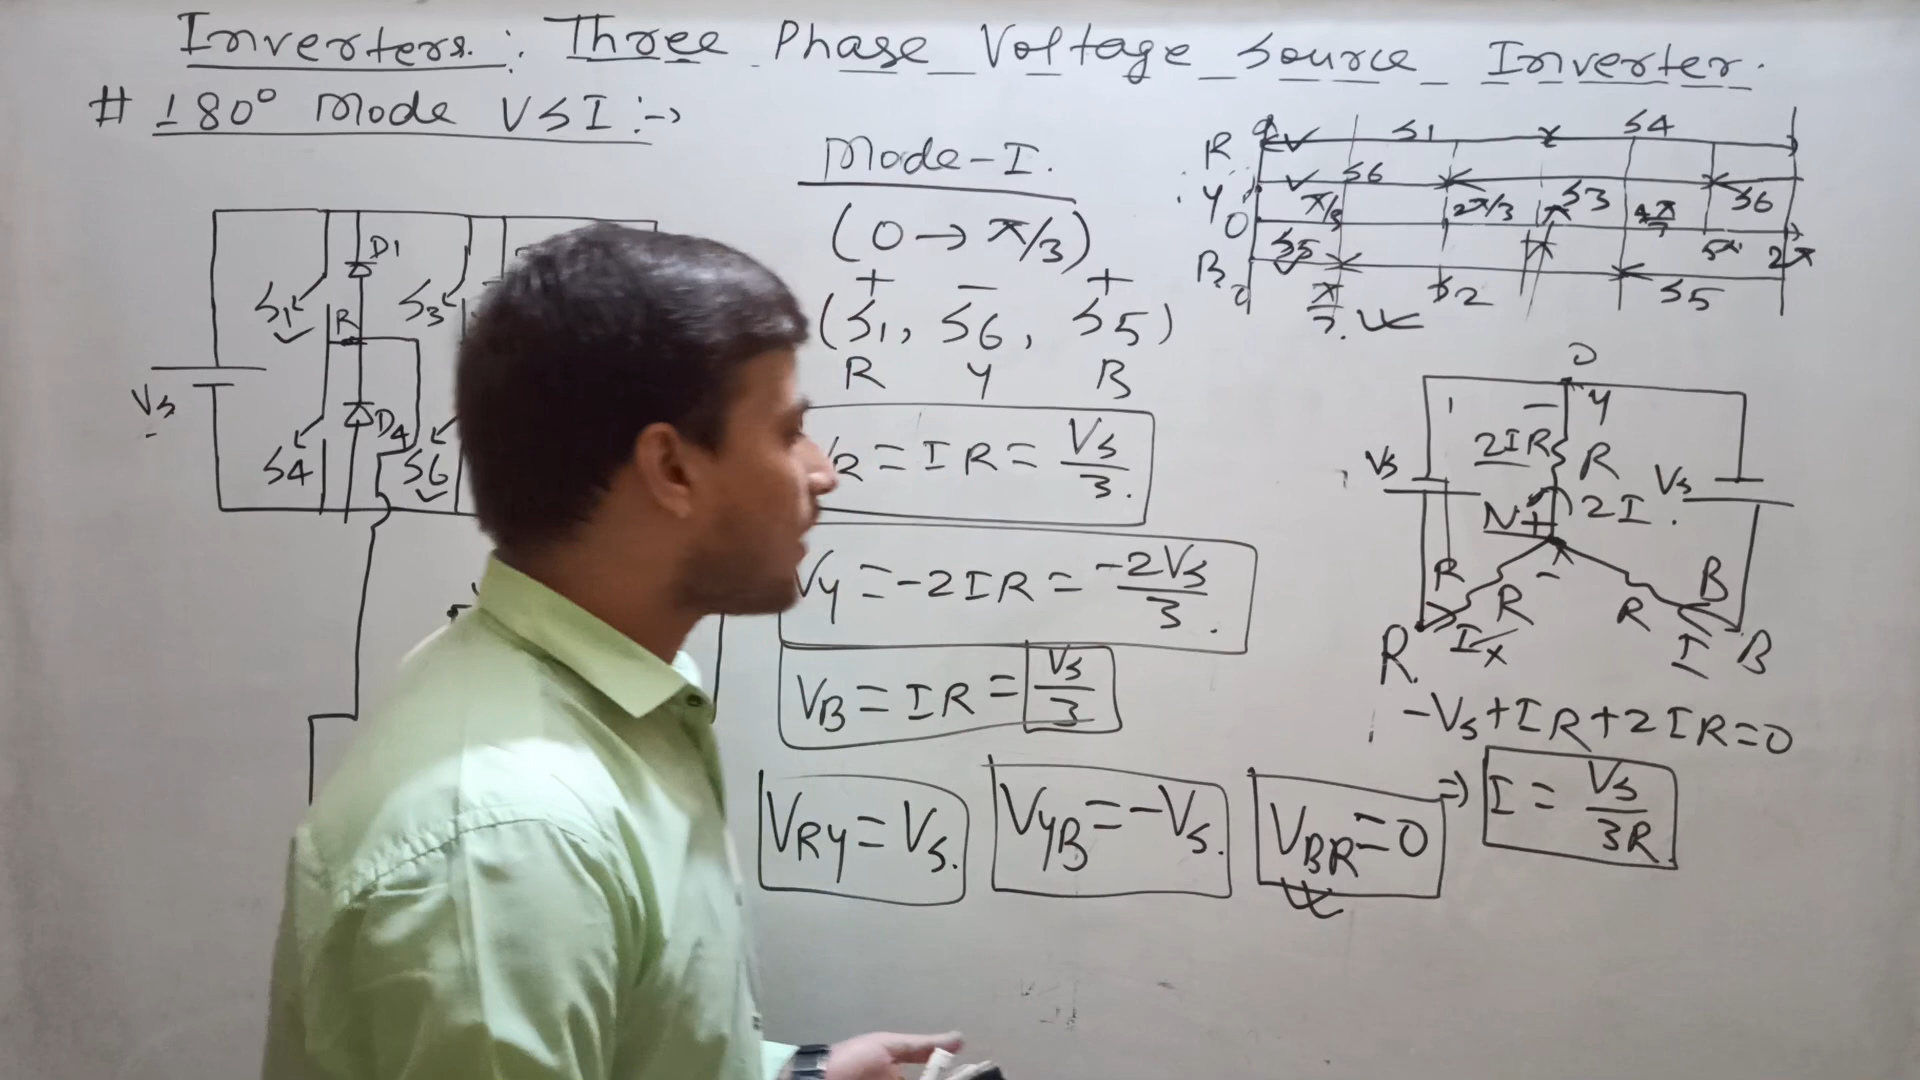 Inverters : Three Phase Voltage Source Inverter.
# 180° Mode VSI :→
Mode-I.
(0 → π/3)
+ − +
(S1, S6, S5)
R Y B
R = IR = Vs/3.
VY = -2IR = -2Vs/3.
VB = IR = Vs/3
VRY = Vs.
VYB = -Vs.
VBR = 0
R S1 S4
Y S6 S3 S6
0 π/3 2π/3 π 2π
B S5 S2 S5
0 π/3.
Vs
S1
D1
S3
R
S4
D4
S6
0
Y
−
2IR
R
Vs
Vs
N +
2I.
R
R
−
R
B
R.
I
I
B
-Vs+IR+2IR=0
⇒ I = Vs/3R